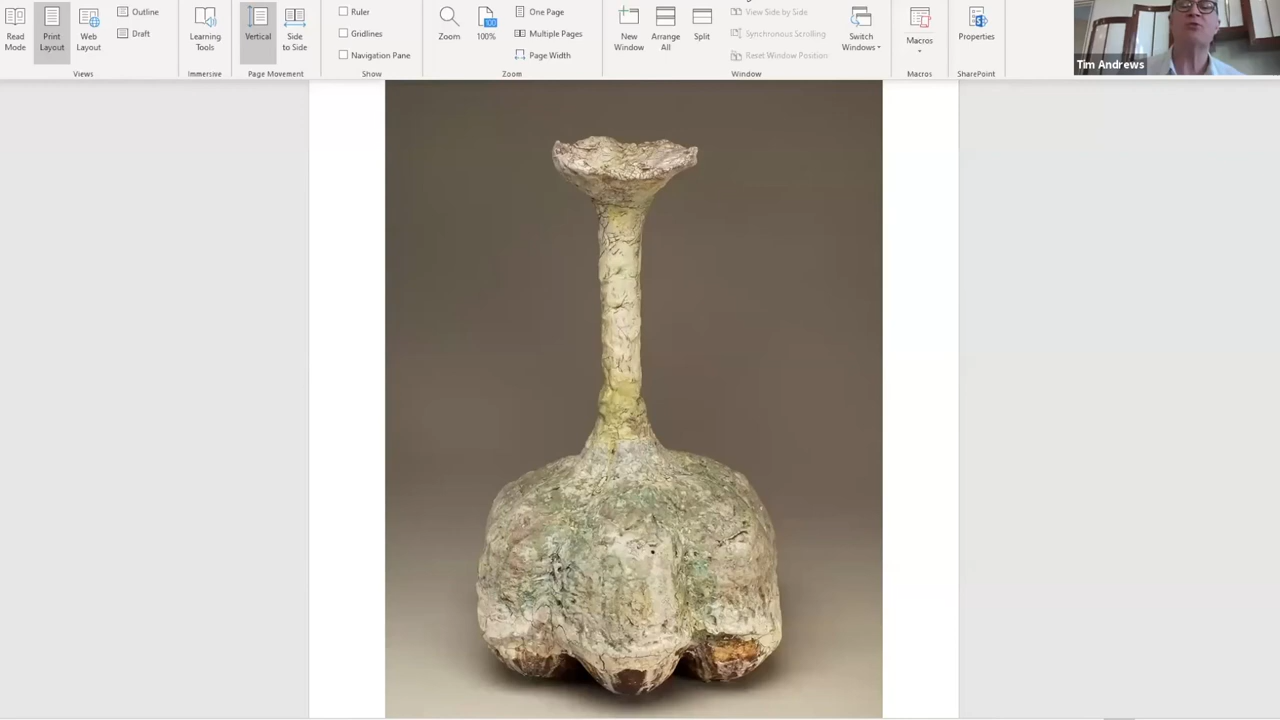 Read
Mode
Print
Layout
Web
Layout
Outline
Draft
Views
Learning
Tools
Immersive
Vertical
Side
to Side
Page Movement
Ruler
Gridlines
Navigation Pane
Show
Zoom
100
100%
One Page
Multiple Pages
Page Width
Zoom
New
Window
Arrange
All
Split
View Side by Side
Synchronous Scrolling
Reset Window Position
Window
Switch
Windows
Macros
Macros
Properties
SharePoint
Tim Andrews